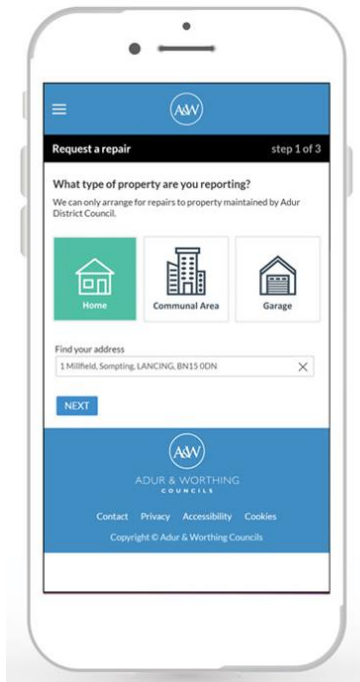 A&W
Request a repair step 1 of 3
What type of property are you reporting?
We can only arrange for repairs to property maintained by Adur
District Council.
Home Communal Area Garage
Find your address
1 Millfield, Sompting, LANCING, BN15 0DN
NEXT
A&W
ADUR & WORTHING
COUNCILS
Contact Privacy Accessibility Cookies
Copyright © Adur & Worthing Councils